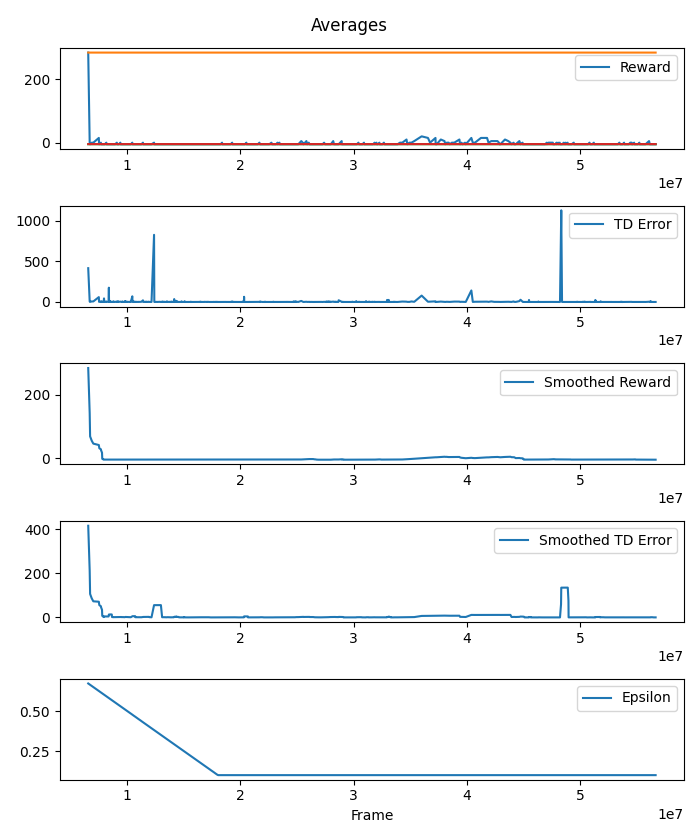 Averages
200
0
Reward
1 2 3 4 5
1e7
1000
500
0
TD Error
1 2 3 4 5
1e7
200
0
Smoothed Reward
1 2 3 4 5
1e7
400
200
0
Smoothed TD Error
1 2 3 4 5
1e7
0.50
0.25
Epsilon
1 2 3 4 5
1e7
Frame